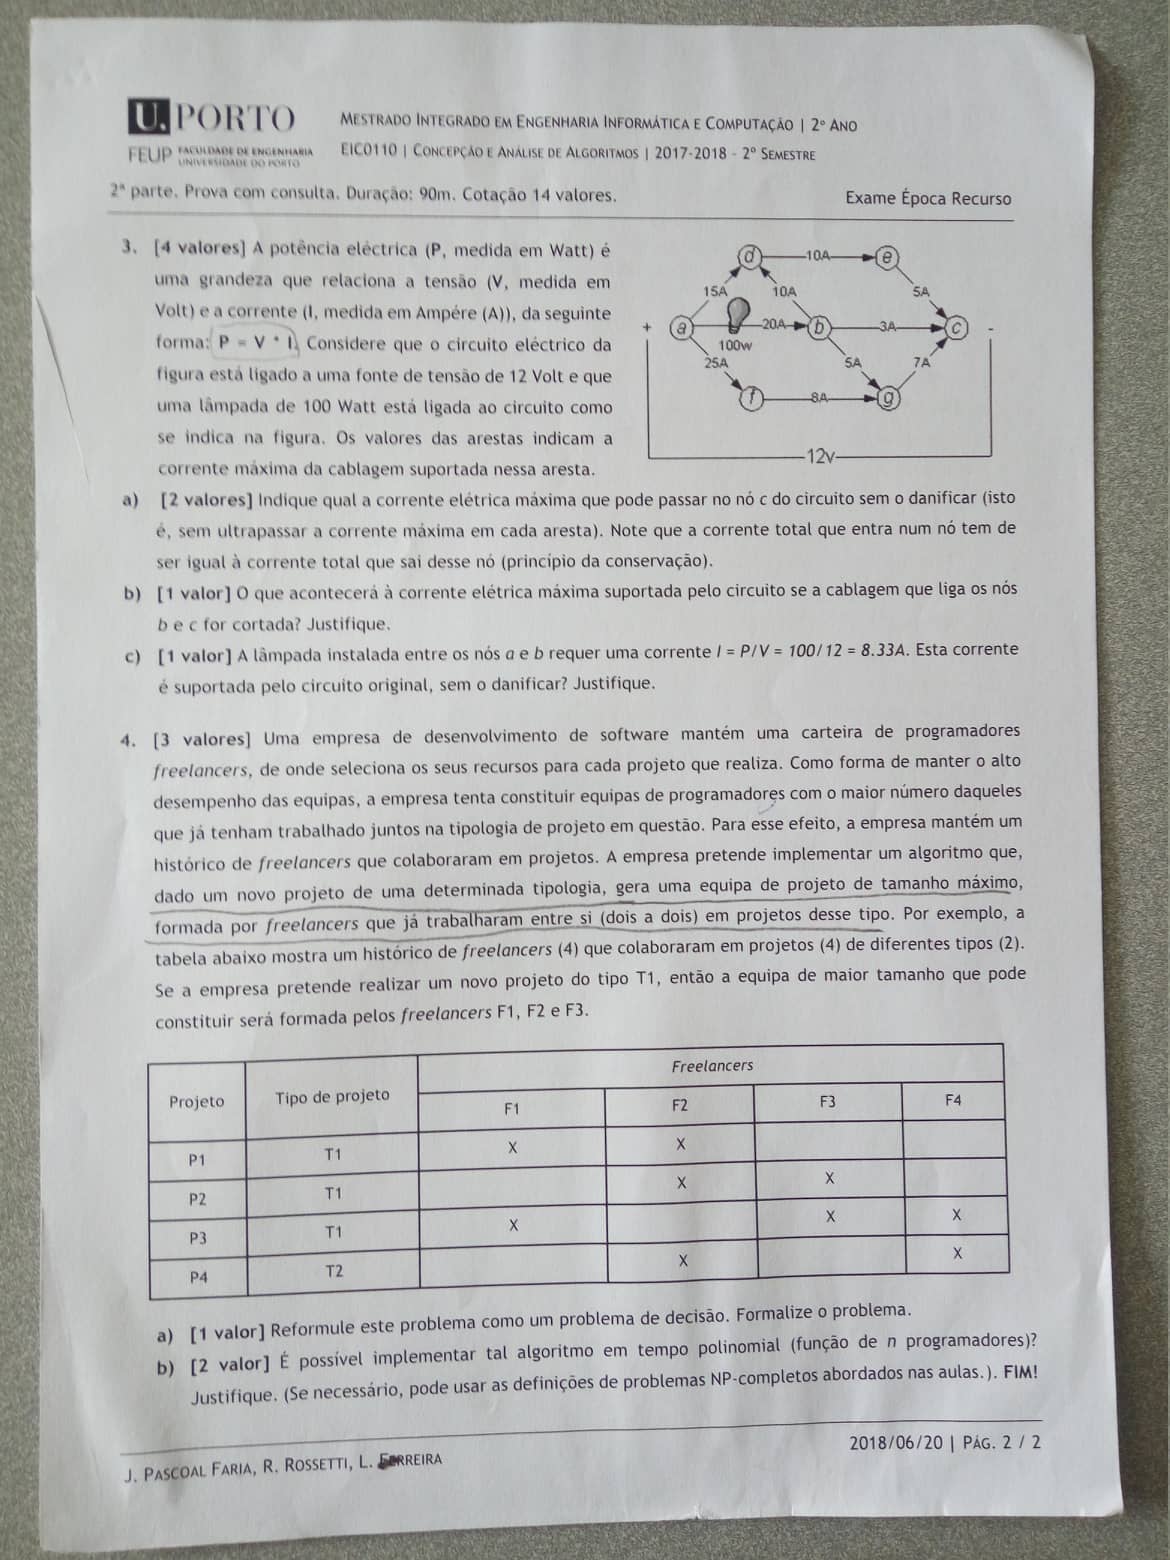 U. PORTO
FEUP FACULDADE DE ENGENHARIA
UNIVERSIDADE DO PORTO
MESTRADO INTEGRADO EM ENGENHARIA INFORMÁTICA E COMPUTAÇÃO | 2º ANO
EIC0110 | CONCEPÇÃO E ANÁLISE DE ALGORITMOS | 2017-2018 - 2º SEMESTRE
2ª parte. Prova com consulta. Duração: 90m. Cotação 14 valores.
Exame Época Recurso
3. [4 valores] A potência eléctrica (P, medida em Watt) é
uma grandeza que relaciona a tensão (V, medida em
Volt) e a corrente (I, medida em Ampére (A)), da seguinte
forma: P = V * I. Considere que o circuito eléctrico da
figura está ligado a uma fonte de tensão de 12 Volt e que
uma lâmpada de 100 Watt está ligada ao circuito como
se indica na figura. Os valores das arestas indicam a
corrente máxima da cablagem suportada nessa aresta.
d 10A e
15A 10A 5A
+ a 20A b 3A c -
100w
25A 5A 7A
f 8A g
12v
a) [2 valores] Indique qual a corrente elétrica máxima que pode passar no nó c do circuito sem o danificar (isto
é, sem ultrapassar a corrente máxima em cada aresta). Note que a corrente total que entra num nó tem de
ser igual à corrente total que sai desse nó (princípio da conservação).
b) [1 valor] O que acontecerá à corrente elétrica máxima suportada pelo circuito se a cablagem que liga os nós
b e c for cortada? Justifique.
c) [1 valor] A lâmpada instalada entre os nós a e b requer uma corrente I = P/V = 100/12 = 8.33A. Esta corrente
é suportada pelo circuito original, sem o danificar? Justifique.
4. [3 valores] Uma empresa de desenvolvimento de software mantém uma carteira de programadores
freelancers, de onde seleciona os seus recursos para cada projeto que realiza. Como forma de manter o alto
desempenho das equipas, a empresa tenta constituir equipas de programadores com o maior número daqueles
que já tenham trabalhado juntos na tipologia de projeto em questão. Para esse efeito, a empresa mantém um
histórico de freelancers que colaboraram em projetos. A empresa pretende implementar um algoritmo que,
dado um novo projeto de uma determinada tipologia, gera uma equipa de projeto de tamanho máximo,
formada por freelancers que já trabalharam entre si (dois a dois) em projetos desse tipo. Por exemplo, a
tabela abaixo mostra um histórico de freelancers (4) que colaboraram em projetos (4) de diferentes tipos (2).
Se a empresa pretende realizar um novo projeto do tipo T1, então a equipa de maior tamanho que pode
constituir será formada pelos freelancers F1, F2 e F3.
Freelancers
Projeto Tipo de projeto F1 F2 F3 F4
P1 T1 X X
P2 T1 X X
P3 T1 X X X
P4 T2 X X
a) [1 valor] Reformule este problema como um problema de decisão. Formalize o problema.
b) [2 valor] É possível implementar tal algoritmo em tempo polinomial (função de n programadores)?
Justifique. (Se necessário, pode usar as definições de problemas NP-completos abordados nas aulas.). FIM!
2018/06/20 | PÁG. 2 / 2
J. PASCOAL FARIA, R. ROSSETTI, L. FERREIRA